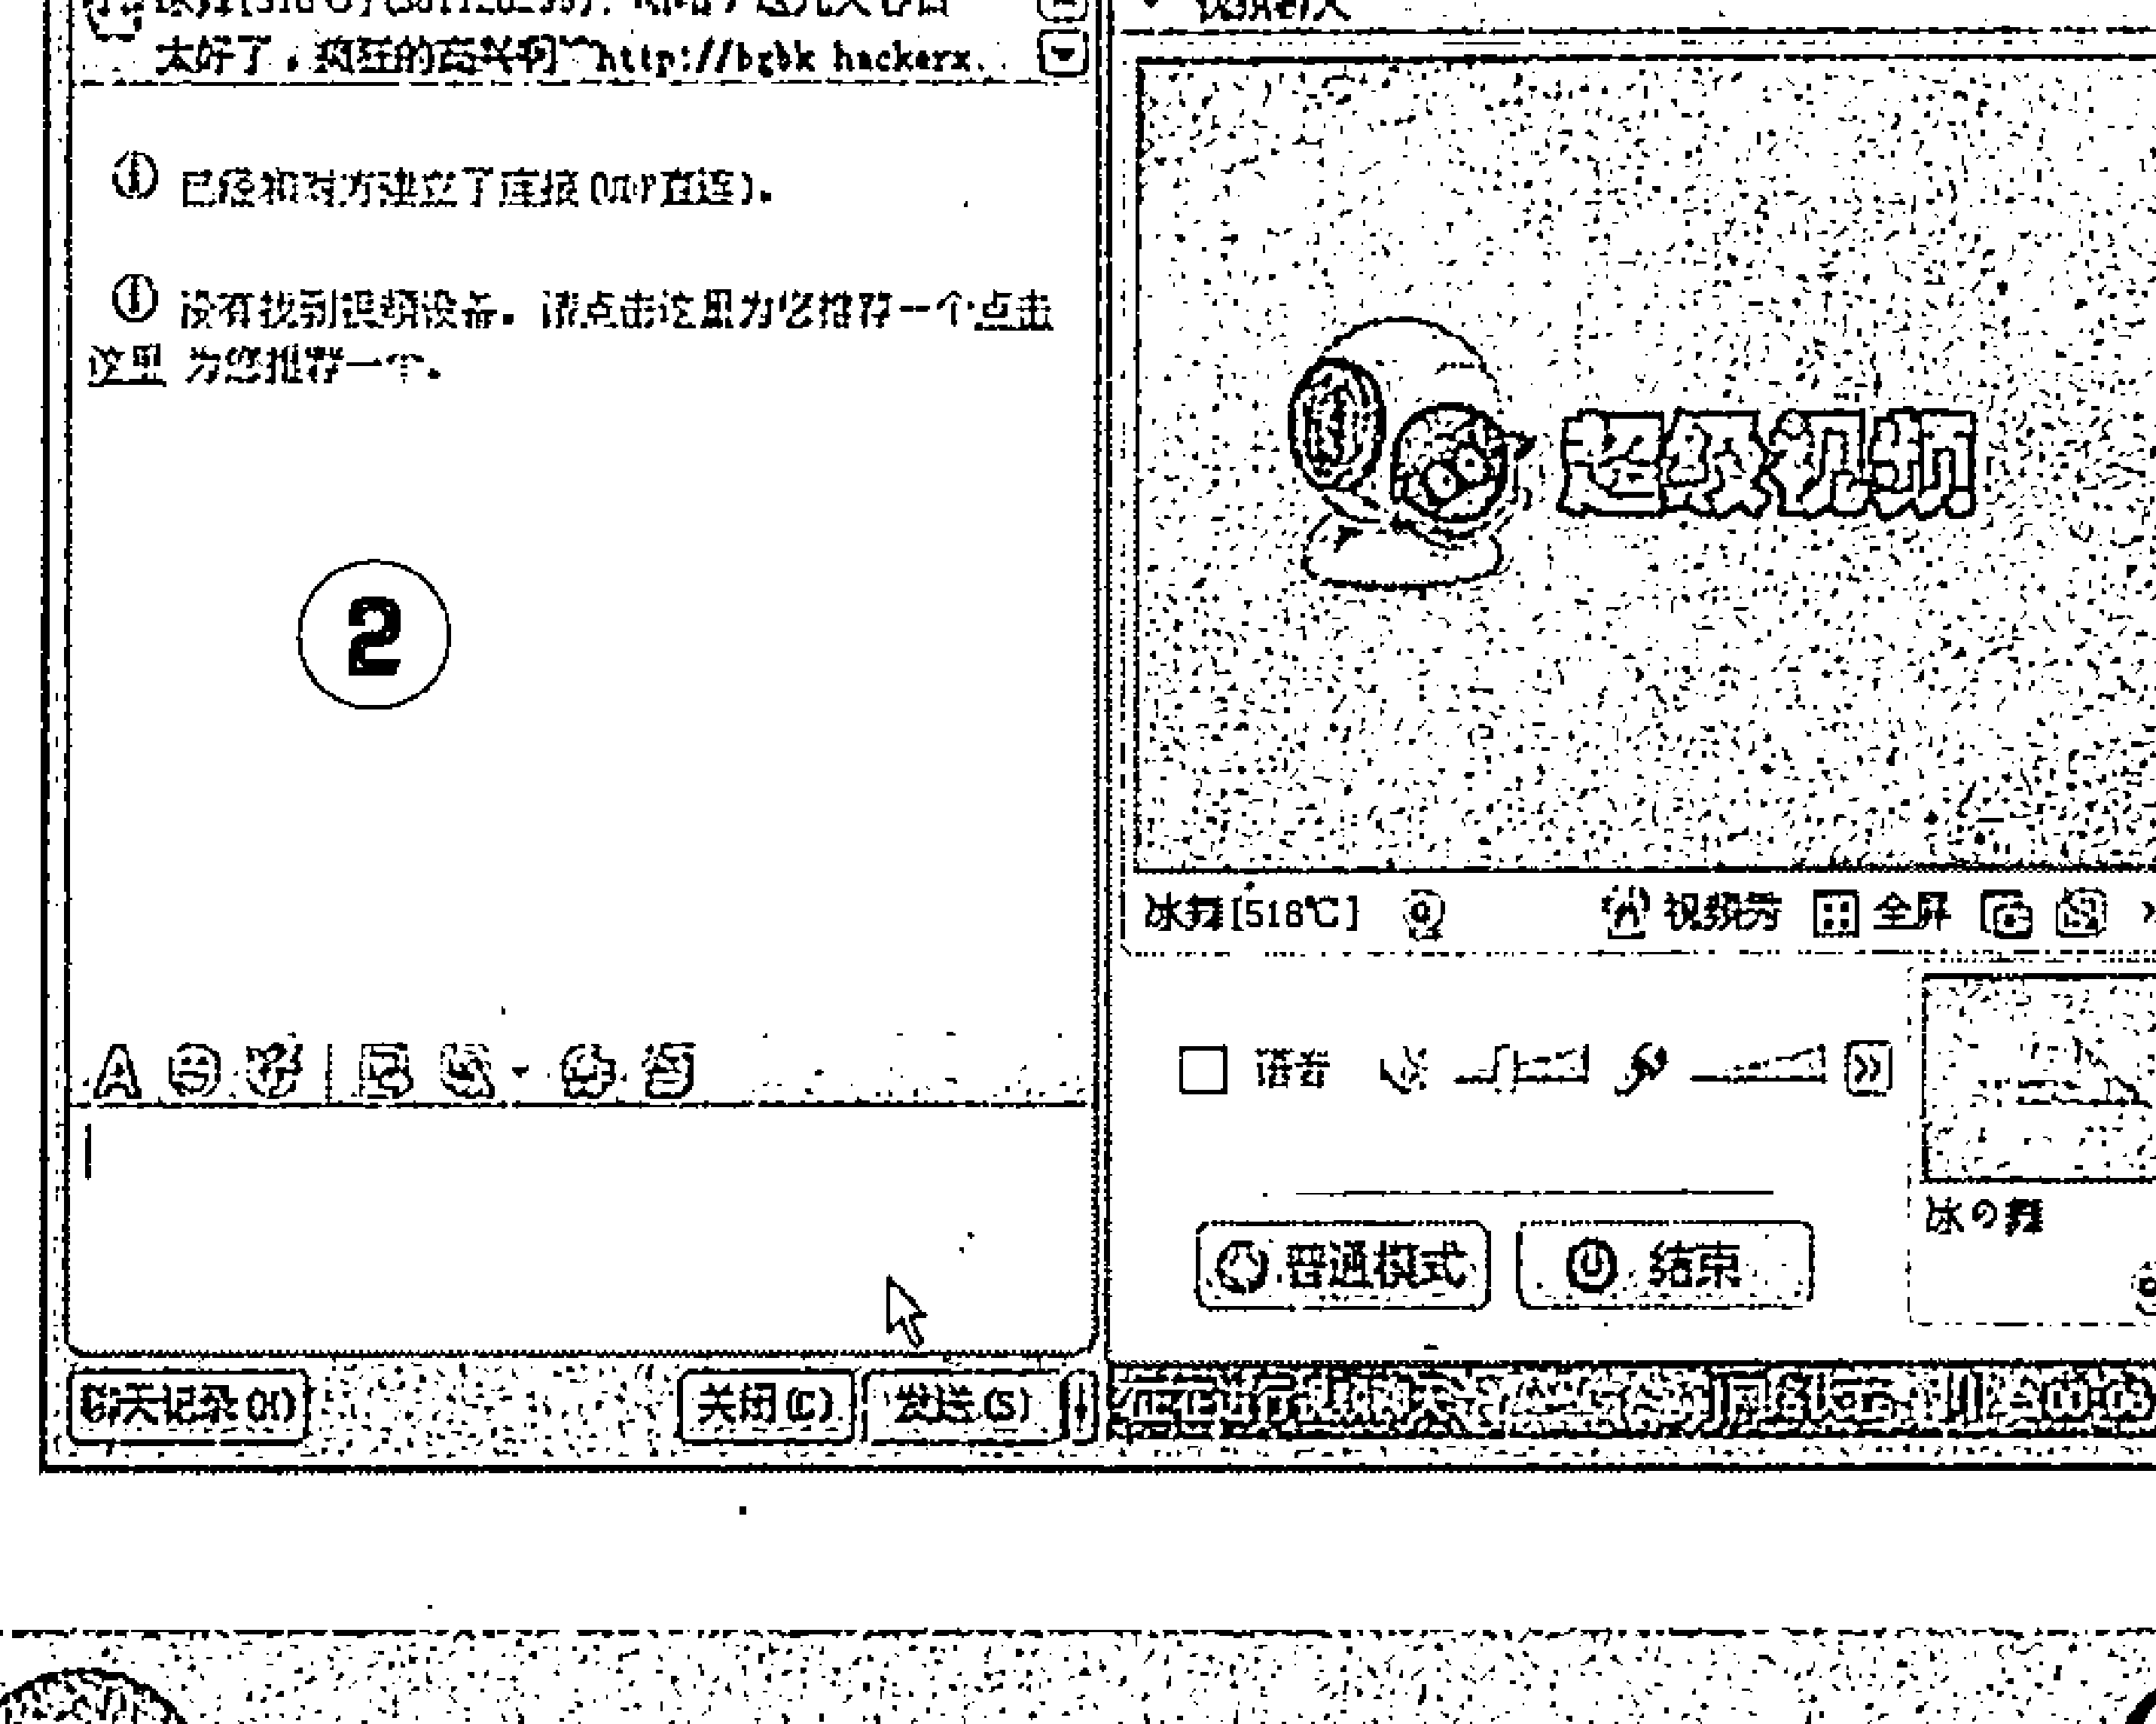 太好了，疯狂的高兴啊~~http://bgbk hackerx.
已经和对方建立了连接(UDP直连)。
没有找到视频设备。请点击这里为您推荐一个点击
这里 为您推荐一个。
2
超级视频
冰舞[518℃]
视频秀 全屏
语音
冰の舞
普通模式 结束
聊天记录(H) 关闭(C) 发送(S)